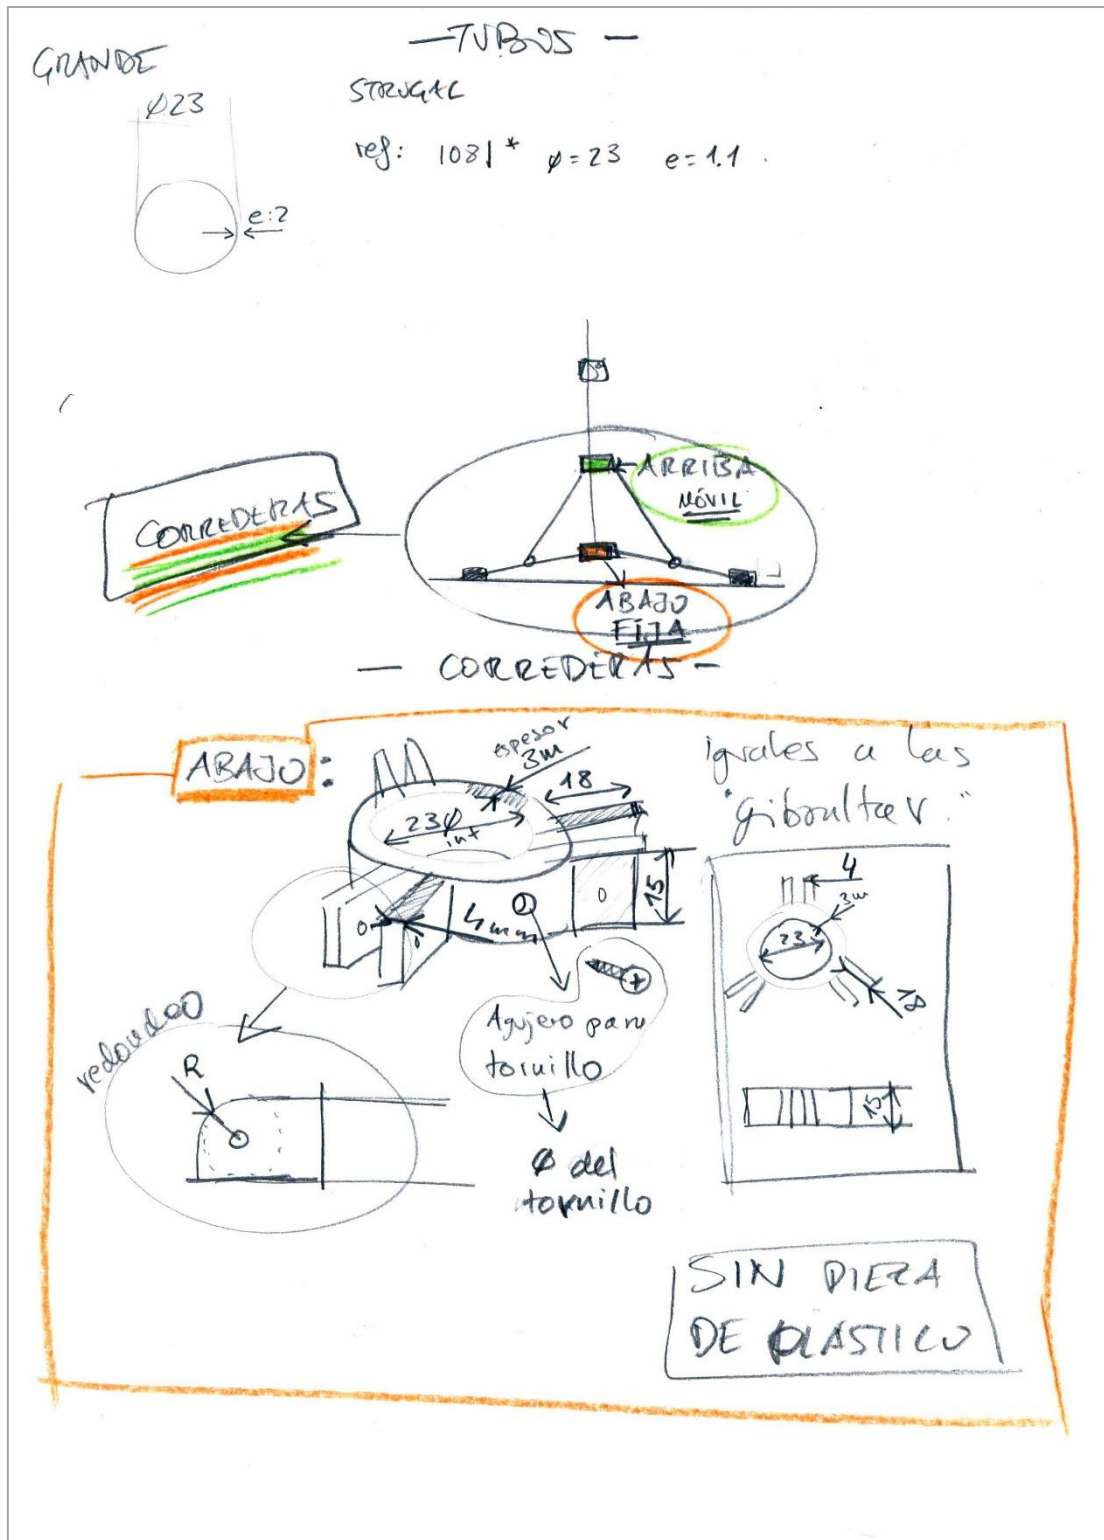 — TUBOS —
GRANDE
Ø23
STRUGAL
ref: 1081* ø=23 e=1.1
e:2
ARRIBA
MÓVIL
CORREDERAS
ABAJO
FIJA
— CORREDERAS —
ABAJO:
espesor
3m
18
23Ø
int
15
4mm
iguales a las
"Gibraltar."
4
3m
23
18
15
Agujero para
tornillo
Ø del
tornillo
redondeo
R
SIN PIEZA
DE PLÁSTICO